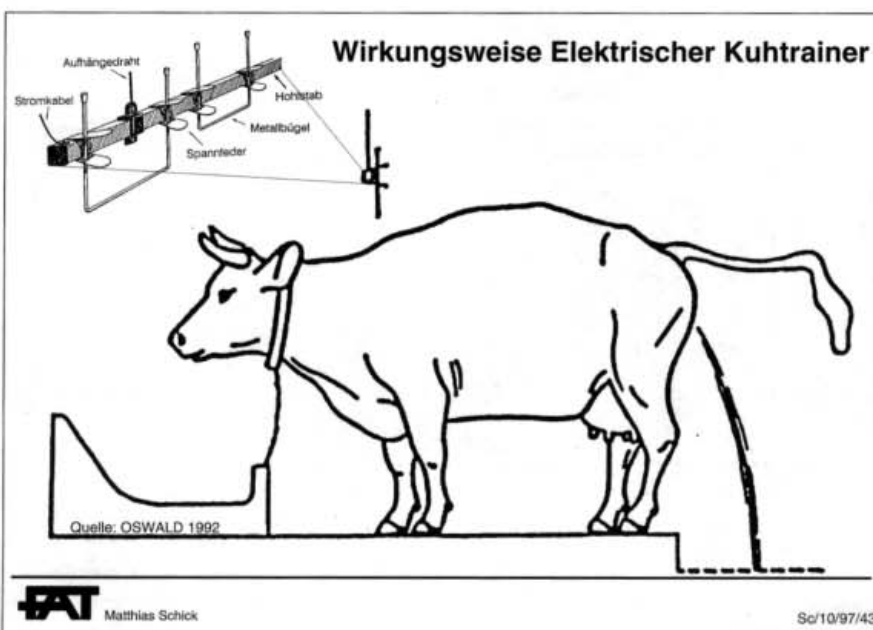 Wirkungsweise Elektrischer Kuhtrainer
Aufhängedraht
Stromkabel
Hohlstab
Metallbügel
Spannfeder
Quelle: OSWALD 1992
FAT Matthias Schick
Sc/10/97/43